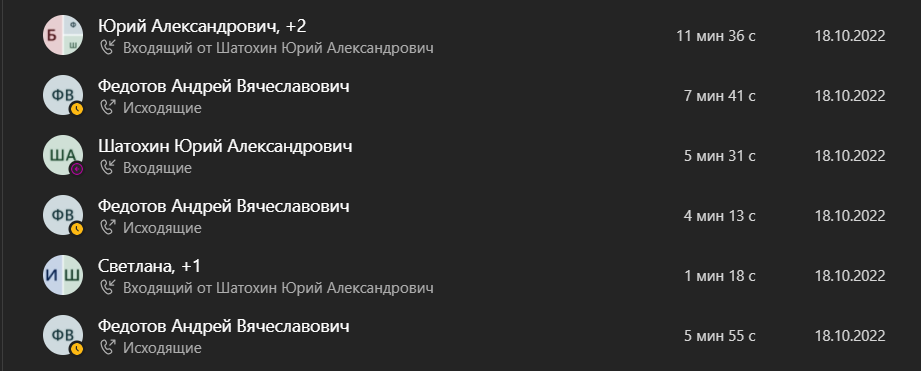 Б Ф Ш Юрий Александрович, +2 11 мин 36 с 18.10.2022
Входящий от Шатохин Юрий Александрович
ФВ Федотов Андрей Вячеславович 7 мин 41 с 18.10.2022
Исходящие
ША Шатохин Юрий Александрович 5 мин 31 с 18.10.2022
Входящие
ФВ Федотов Андрей Вячеславович 4 мин 13 с 18.10.2022
Исходящие
И Ш Светлана, +1 1 мин 18 с 18.10.2022
Входящий от Шатохин Юрий Александрович
ФВ Федотов Андрей Вячеславович 5 мин 55 с 18.10.2022
Исходящие